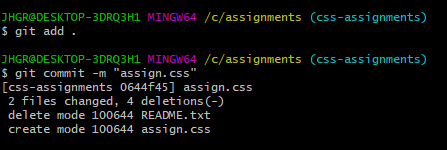 JHGR@DESKTOP-3DRQ3H1 MINGW64 /c/assignments (css-assignments)
$ git add .
JHGR@DESKTOP-3DRQ3H1 MINGW64 /c/assignments (css-assignments)
$ git commit -m "assign.css"
[css-assignments 0644f45] assign.css
 2 files changed, 4 deletions(-)
 delete mode 100644 README.txt
 create mode 100644 assign.css